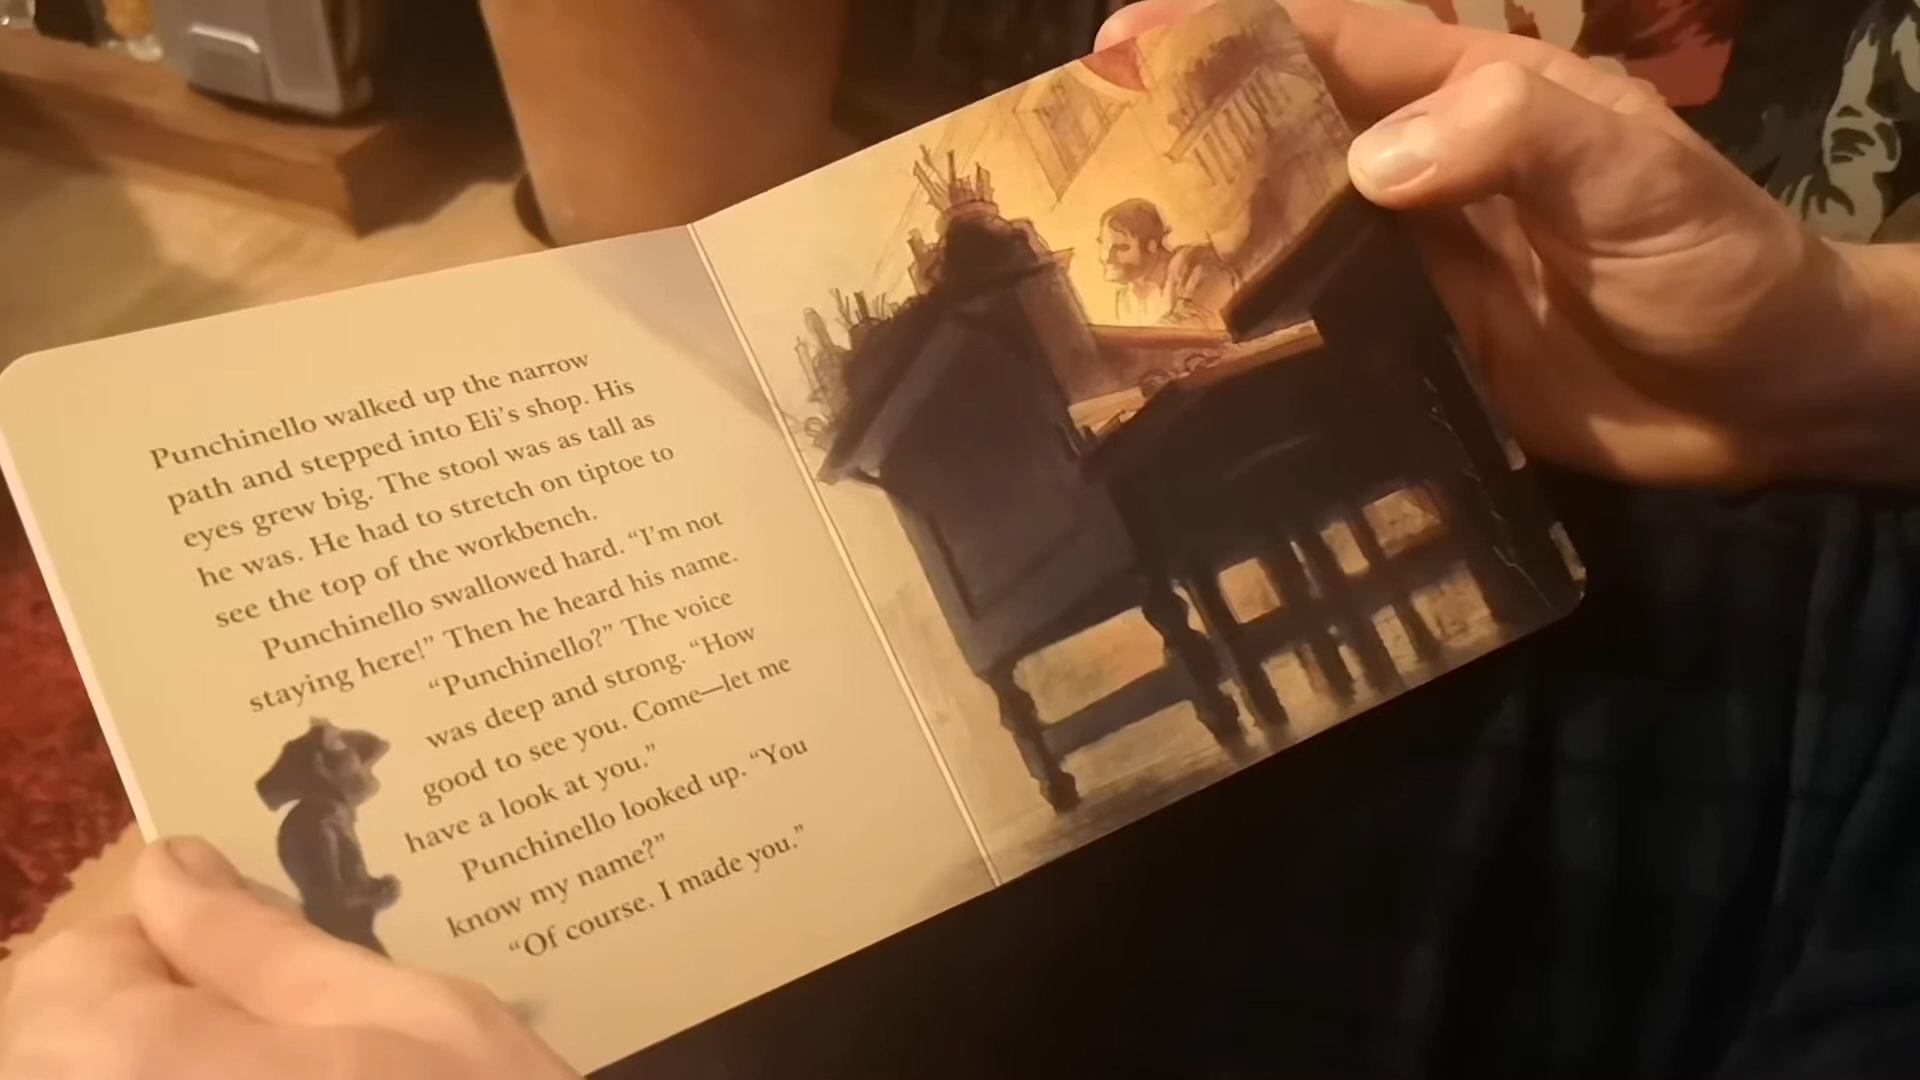 Punchinello walked up the narrow
path and stepped into Eli’s shop. His
eyes grew big. The stool was as tall as
he was. He had to stretch on tiptoe to
see the top of the workbench.
Punchinello swallowed hard. “I’m not
staying here!” Then he heard his name.
“Punchinello?” The voice
was deep and strong. “How
good to see you. Come—let me
have a look at you.”
Punchinello looked up. “You
know my name?”
“Of course. I made you.”